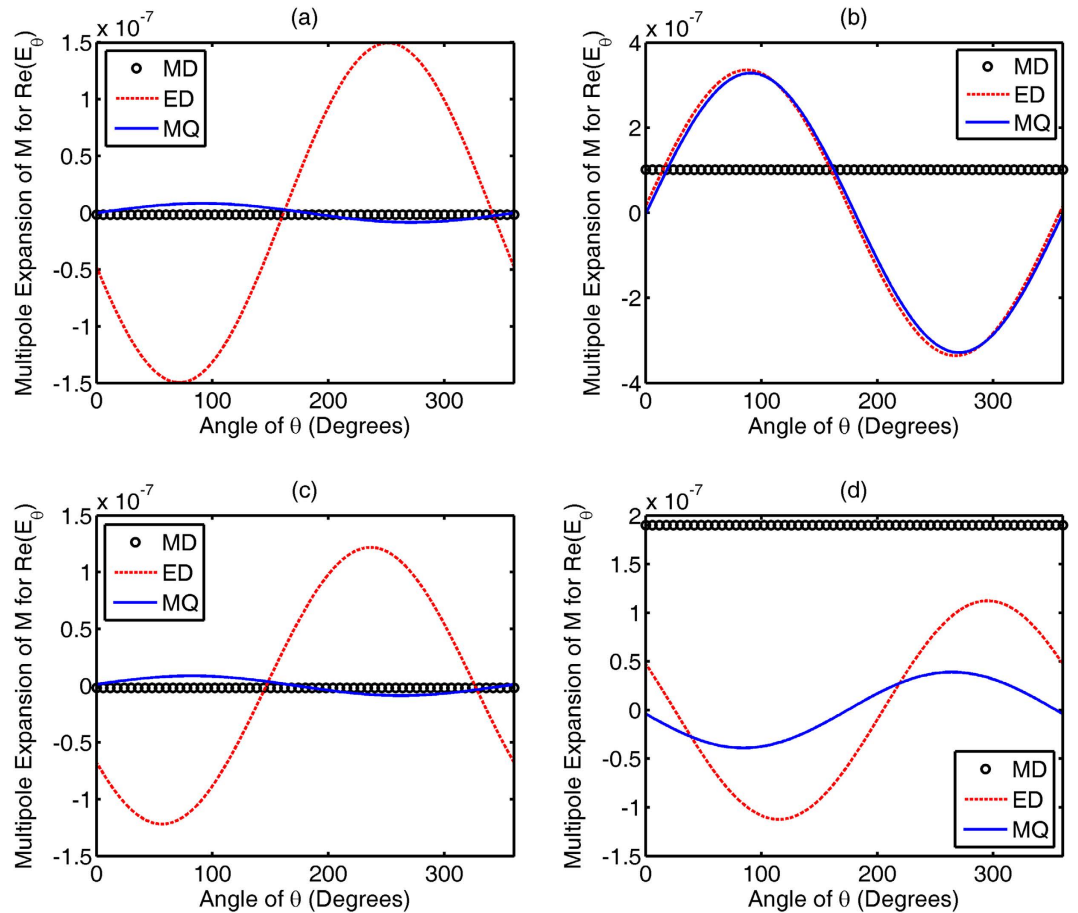 (a)
x 10^-7
Multipole Expansion of M for Re(E_θ)
1.5
1
0.5
0
-0.5
-1
-1.5
0
100
200
300
Angle of θ (Degrees)
MD
ED
MQ
(b)
x 10^-7
Multipole Expansion of M for Re(E_θ)
4
2
0
-2
-4
0
100
200
300
Angle of θ (Degrees)
MD
ED
MQ
(c)
x 10^-7
Multipole Expansion of M for Re(E_θ)
1.5
1
0.5
0
-0.5
-1
-1.5
0
100
200
300
Angle of θ (Degrees)
MD
ED
MQ
(d)
x 10^-7
Multipole Expansion of M for Re(E_θ)
2
1.5
1
0.5
0
-0.5
-1
-1.5
0
100
200
300
Angle of θ (Degrees)
MD
ED
MQ